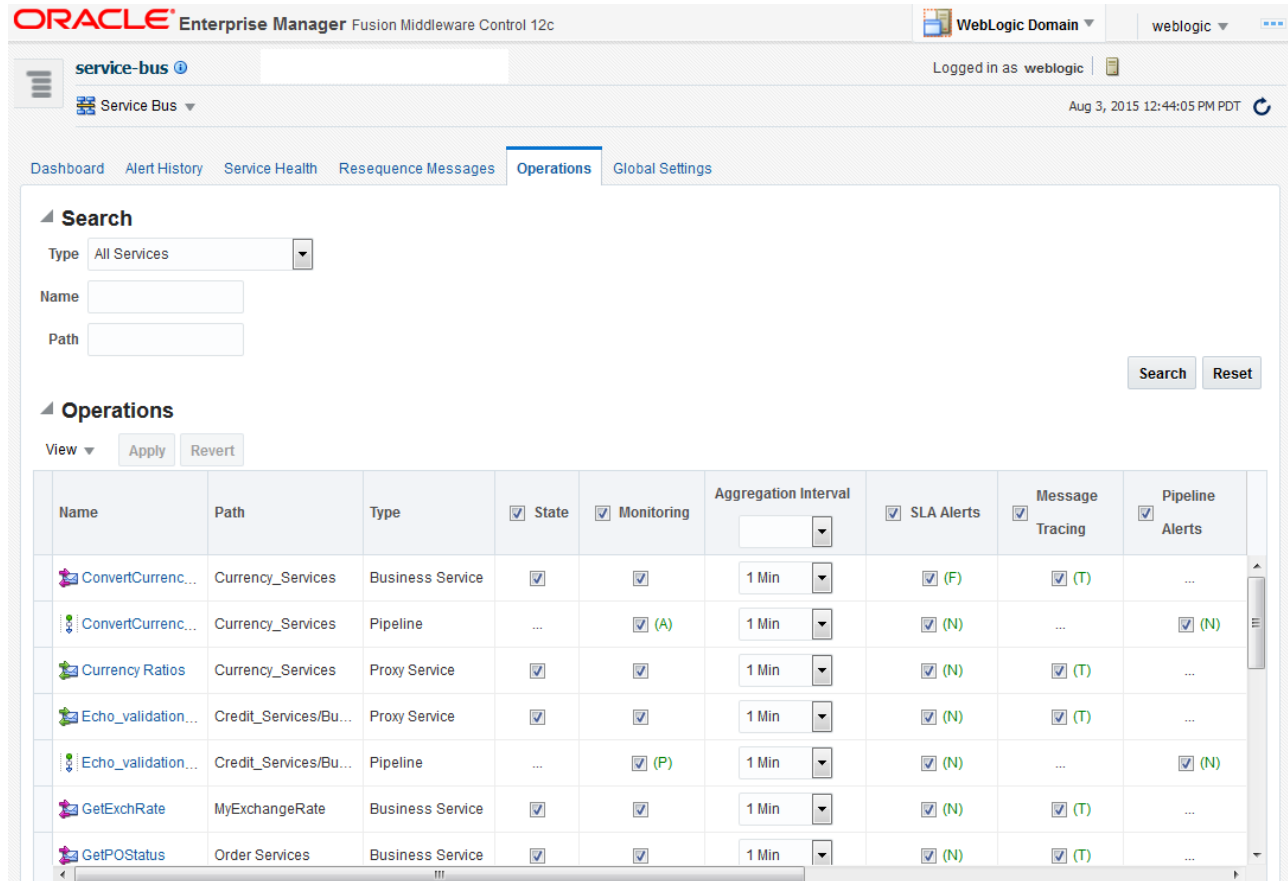 ORACLE Enterprise Manager Fusion Middleware Control 12c
WebLogic Domain
weblogic
service-bus
Logged in as weblogic
Service Bus
Aug 3, 2015 12:44:05 PM PDT
Dashboard Alert History Service Health Resequence Messages Operations Global Settings
Search
Type All Services
Name
Path
Search Reset
Operations
View Apply Revert
Name Path Type State Monitoring Aggregation Interval SLA Alerts Message Tracing Pipeline Alerts
ConvertCurrenc... Currency_Services Business Service 1 Min (F) (T) ...
ConvertCurrenc... Currency_Services Pipeline ... (A) 1 Min (N) ... (N)
Currency Ratios Currency_Services Proxy Service 1 Min (N) (T) ...
Echo_validation... Credit_Services/Bu... Proxy Service 1 Min (N) (T) ...
Echo_validation... Credit_Services/Bu... Pipeline ... (P) 1 Min (N) ... (N)
GetExchRate MyExchangeRate Business Service 1 Min (N) (T) ...
GetPOStatus Order Services Business Service 1 Min (N) (T) ...